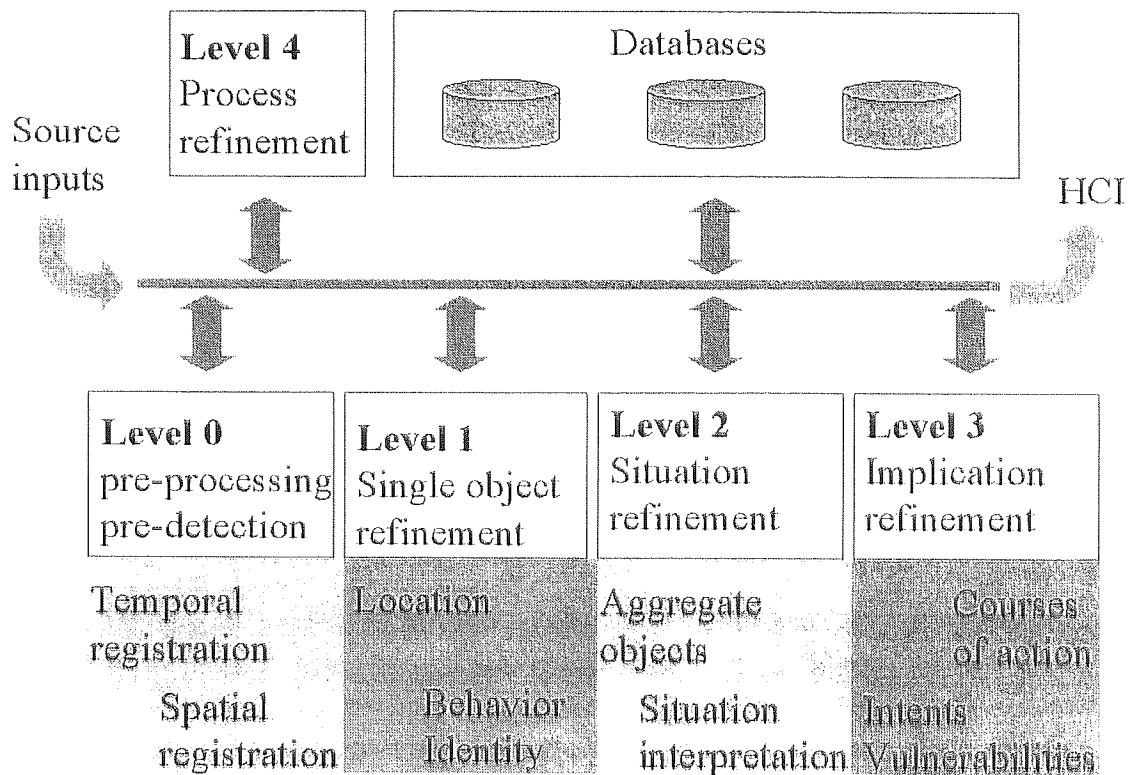 Level 4
Process
refinement
Databases
Source
inputs
HCI
Level 0
pre-processing
pre-detection
Level 1
Single object
refinement
Level 2
Situation
refinement
Level 3
Implication
refinement
Temporal
registration
Spatial
registration
Location
Behavior
Identity
Aggregate
objects
Situation
interpretation
Courses
of action
Intents
Vulnerabilities